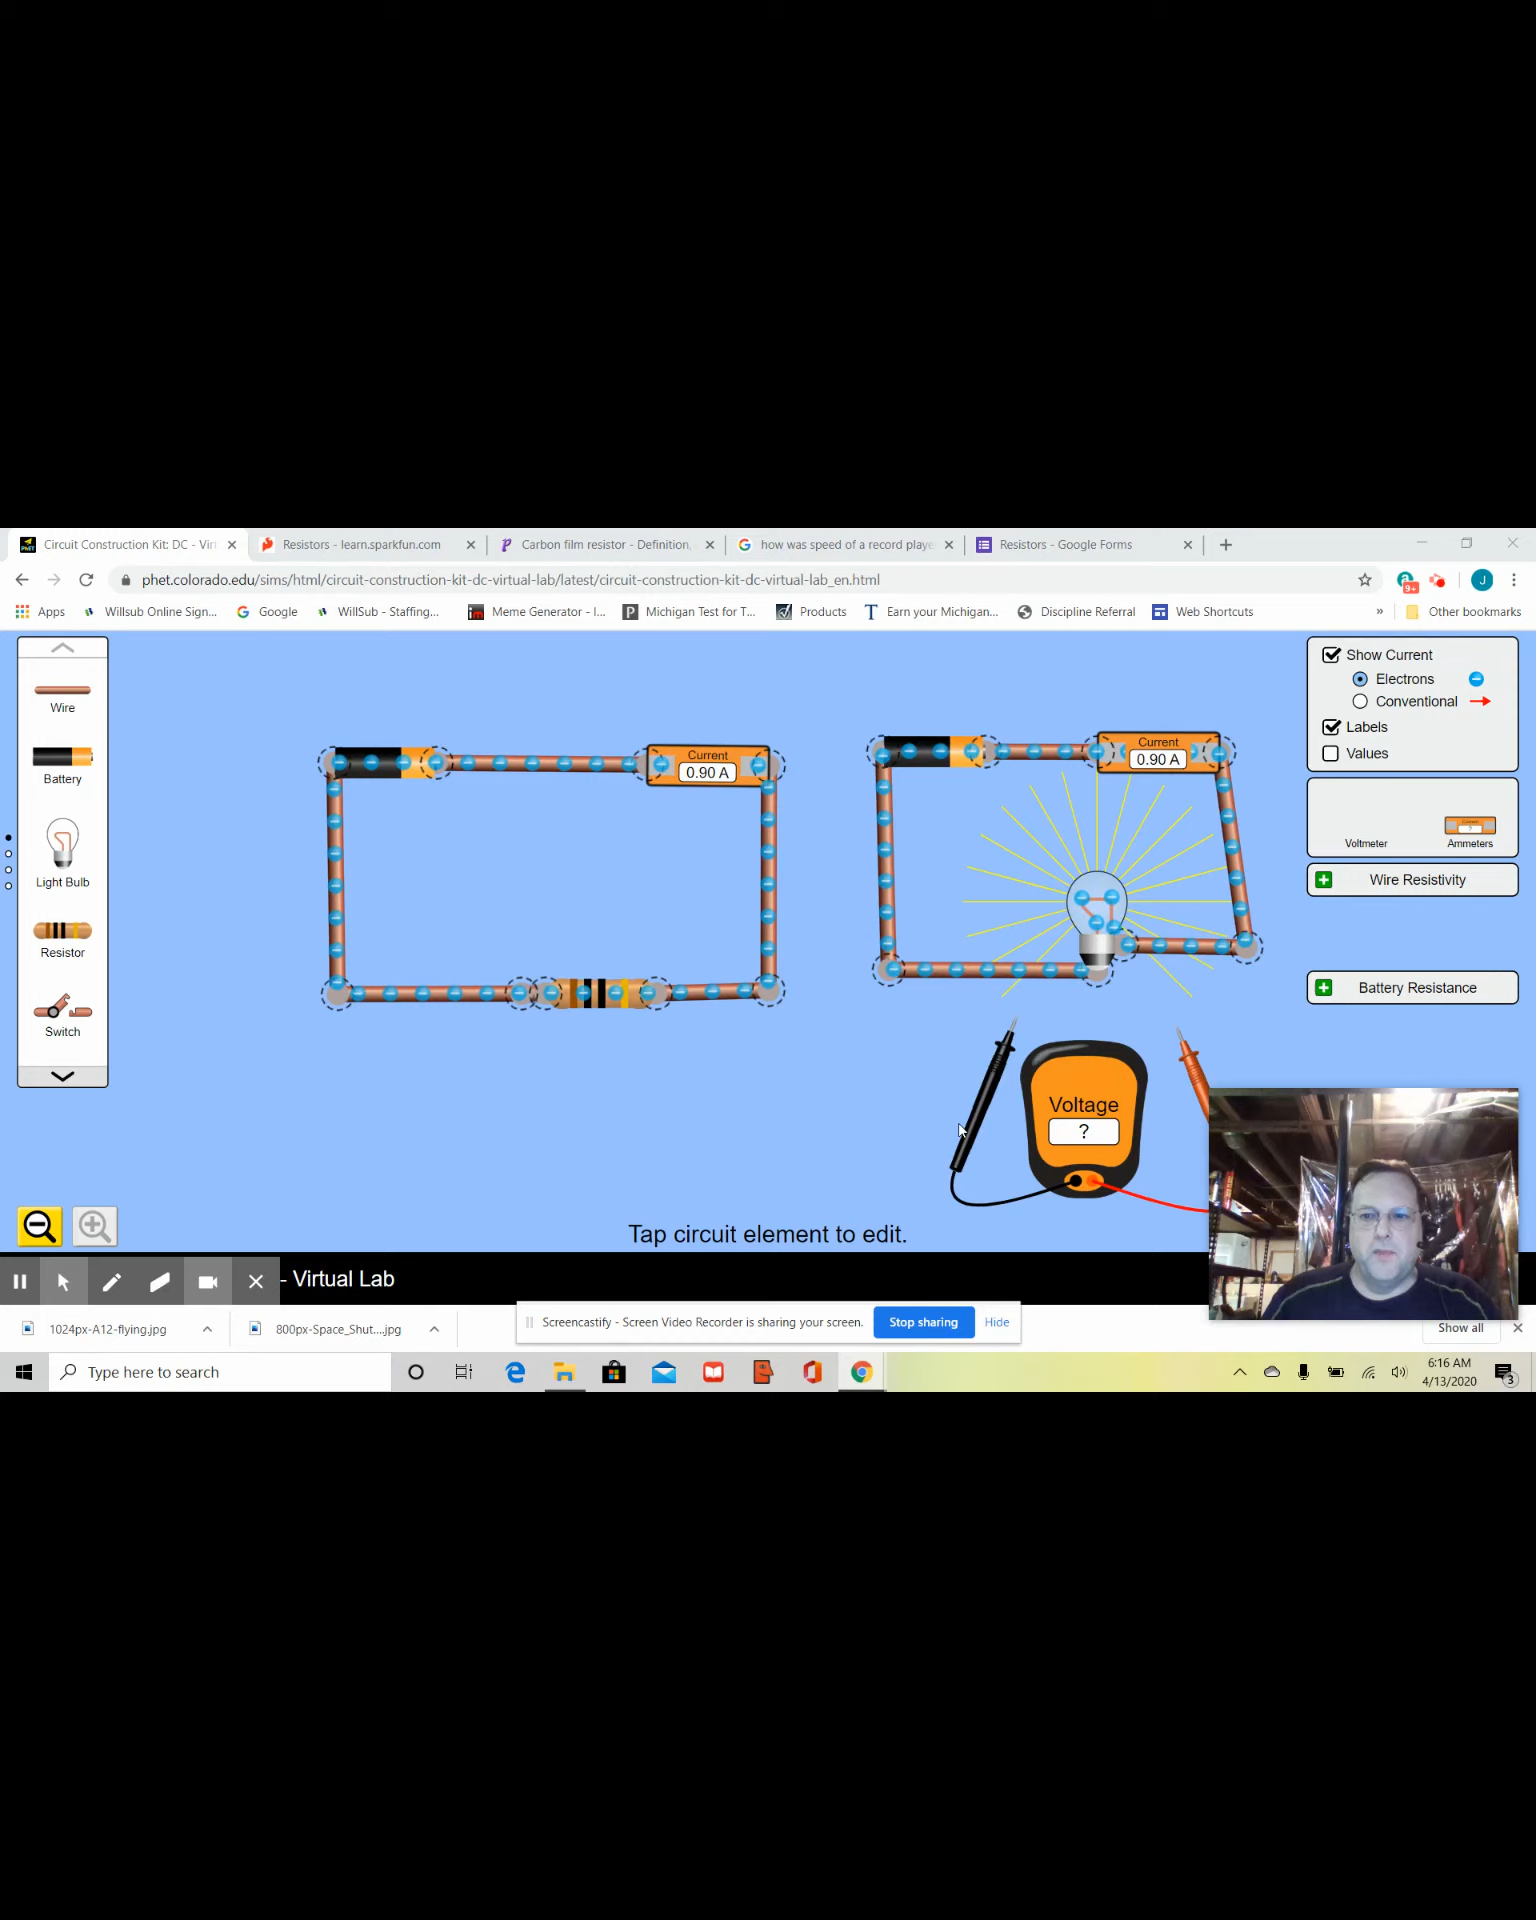 Circuit Construction Kit: DC - Virt
Resistors - learn.sparkfun.com
Carbon film resistor - Definition,
how was speed of a record playe
Resistors - Google Forms
phet.colorado.edu/sims/html/circuit-construction-kit-dc-virtual-lab/latest/circuit-construction-kit-dc-virtual-lab_en.html
9+
J
Apps
Willsub Online Sign...
Google
WillSub - Staffing...
Meme Generator - I...
Michigan Test for T...
Products
Earn your Michigan...
Discipline Referral
Web Shortcuts
»
Other bookmarks
Wire
Battery
Light Bulb
Resistor
Switch
Current
0.90 A
Current
0.90 A
Show Current
Electrons
Conventional
Labels
Values
Voltmeter
Current
?
Ammeters
Wire Resistivity
Battery Resistance
Voltage
?
Tap circuit element to edit.
- Virtual Lab
1024px-A12-flying.jpg
800px-Space_Shut....jpg
Screencastify - Screen Video Recorder is sharing your screen.
Stop sharing
Hide
Show all
Type here to search
6:16 AM
4/13/2020
3